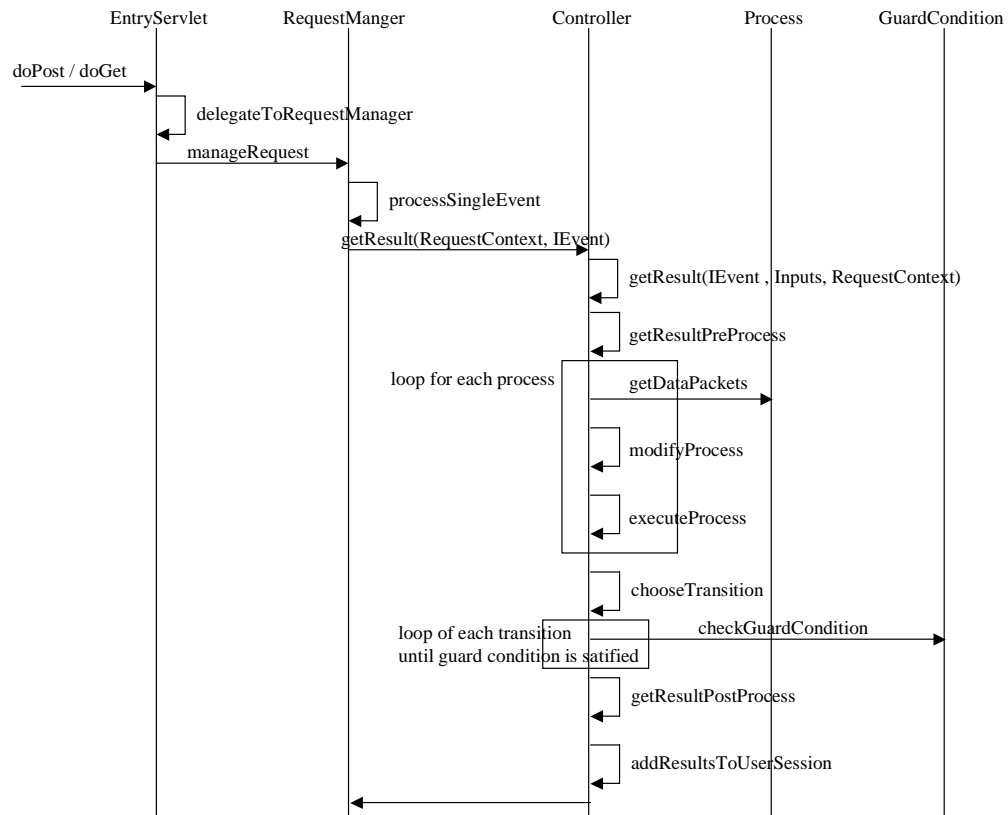 EntryServlet
RequestManger
Controller
Process
GuardCondition
doPost / doGet
delegateToRequestManager
manageRequest
processSingleEvent
getResult(RequestContext, IEvent)
getResult(IEvent , Inputs, RequestContext)
getResultPreProcess
loop for each process
getDataPackets
modifyProcess
executeProcess
chooseTransition
loop of each transition
until guard condition is satified
checkGuardCondition
getResultPostProcess
addResultsToUserSession